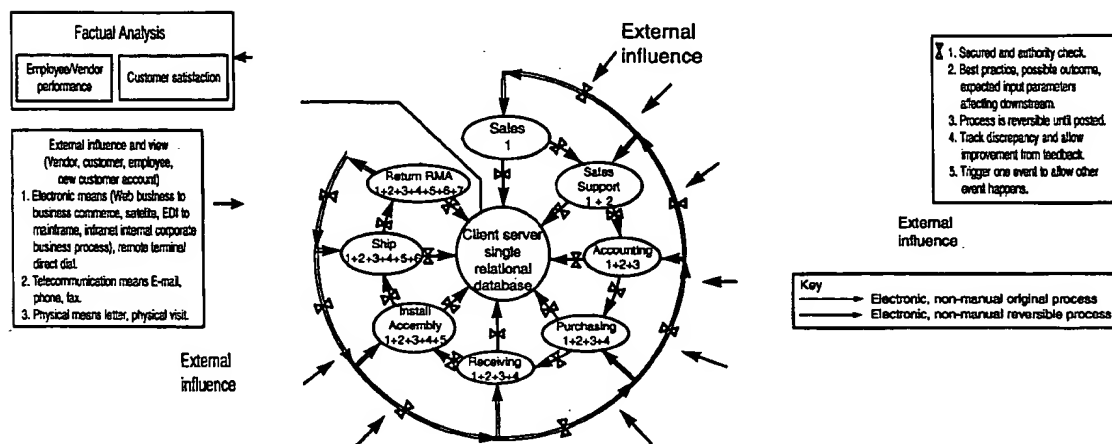 Factual Analysis
Employee/Vendor
performance
Customer satisfaction
External influence and view
(Vendor, customer, employee,
new customer account)
1. Electronic means (Web business to
business commerce, satelite, EDI to
mainframe, intranet internal corporate
business process), remote terminal
direct dial.
2. Telecommunication means E-mail,
phone, fax.
3. Physical means letter, physical visit.
External
influence
External
influence
Sales
1
Sales
Support
1 + 2
Accounting
1+2+3
Purchasing
1+2+3+4
Receiving
1+2+3+4
Install
Accembly
1+2+3+4+5
Ship
1+2+3+4+5+6
Return RMA
1+2+3+4+5+6+7
Client server
single
relational
database
1. Secured and authority check.
2. Best practice, possible outcome,
expected input parameters
affecting downstream.
3. Process is reversible until posted.
4. Track discrepancy and allow
improvement from feedback.
5. Trigger one event to allow other
event happens.
External
influence
Key
Electronic, non-manual original process
Electronic, non-manual reversible process